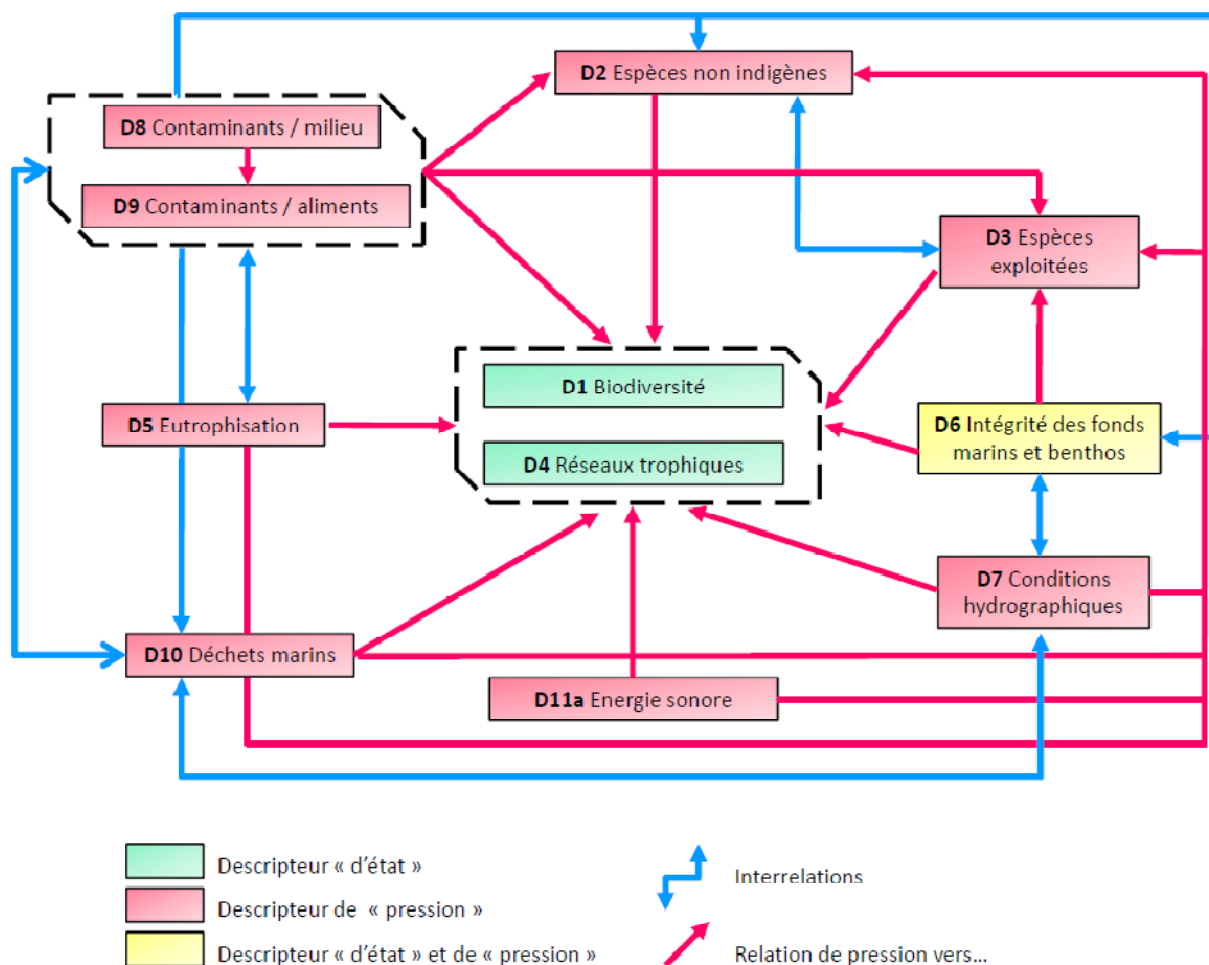 D2 Espèces non indigènes
D8 Contaminants / milieu
D9 Contaminants / aliments
D3 Espèces
exploitées
D1 Biodiversité
D5 Eutrophisation
D6 Intégrité des fonds
marins et benthos
D4 Réseaux trophiques
D7 Conditions
hydrographiques
D10 Déchets marins
D11a Energie sonore
Descripteur « d'état »
Descripteur de « pression »
Descripteur « d'état » et de « pression »
Interrelations
Relation de pression vers...